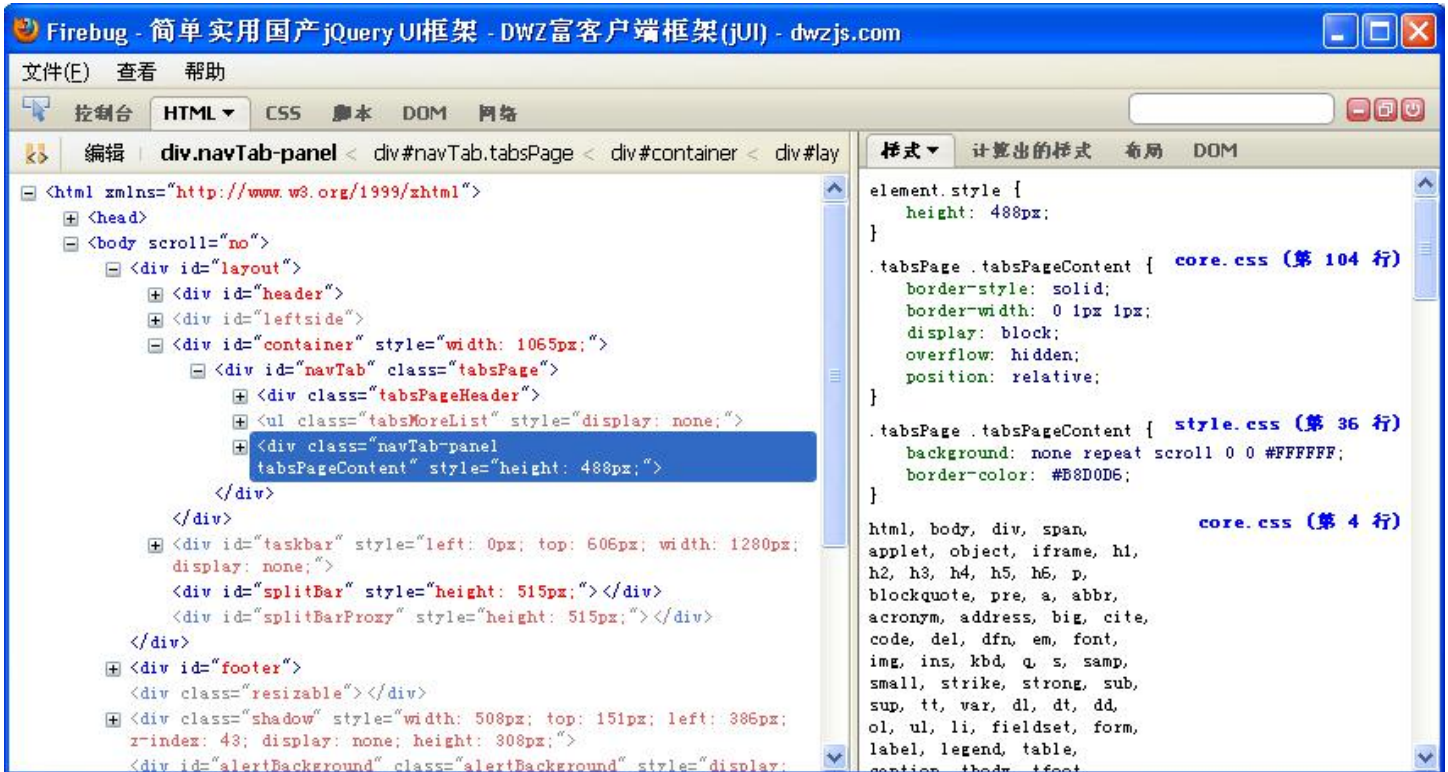 Firebug - 简单实用国产jQuery UI框架 - DWZ富客户端框架(jUI) - dwzjs.com
文件(F) 查看 帮助
控制台 HTML CSS 脚本 DOM 网络
编辑 div.navTab-panel < div#navTab.tabsPage < div#container < div#lay
<html xmlns="http://www.w3.org/1999/xhtml">
<head>
<body scroll="no">
<div id="layout">
<div id="header">
<div id="leftside">
<div id="container" style="width: 1065px;">
<div id="navTab" class="tabsPage">
<div class="tabsPageHeader">
<ul class="tabsMoreList" style="display: none;">
<div class="navTab-panel
tabsPageContent" style="height: 488px;">
</div>
</div>
<div id="taskbar" style="left: 0px; top: 606px; width: 1280px;
display: none;">
<div id="splitBar" style="height: 515px;"></div>
<div id="splitBarProxy" style="height: 515px;"></div>
</div>
<div id="footer">
<div class="resizable"></div>
<div class="shadow" style="width: 508px; top: 151px; left: 386px;
z-index: 43; display: none; height: 308px;">
<div id="alertBackground" class="alertBackground" style="display:
样式 计算出的样式 布局 DOM
element.style {
height: 488px;
}
.tabsPage .tabsPageContent { core.css (第 104 行)
border-style: solid;
border-width: 0 1px 1px;
display: block;
overflow: hidden;
position: relative;
}
.tabsPage .tabsPageContent { style.css (第 36 行)
background: none repeat scroll 0 0 #FFFFFF;
border-color: #B8D0D6;
}
html, body, div, span, core.css (第 4 行)
applet, object, iframe, h1,
h2, h3, h4, h5, h6, p,
blockquote, pre, a, abbr,
acronym, address, big, cite,
code, del, dfn, em, font,
img, ins, kbd, q, s, samp,
small, strike, strong, sub,
sup, tt, var, dl, dt, dd,
ol, ul, li, fieldset, form,
label, legend, table,
caption, tbody, tfoot,